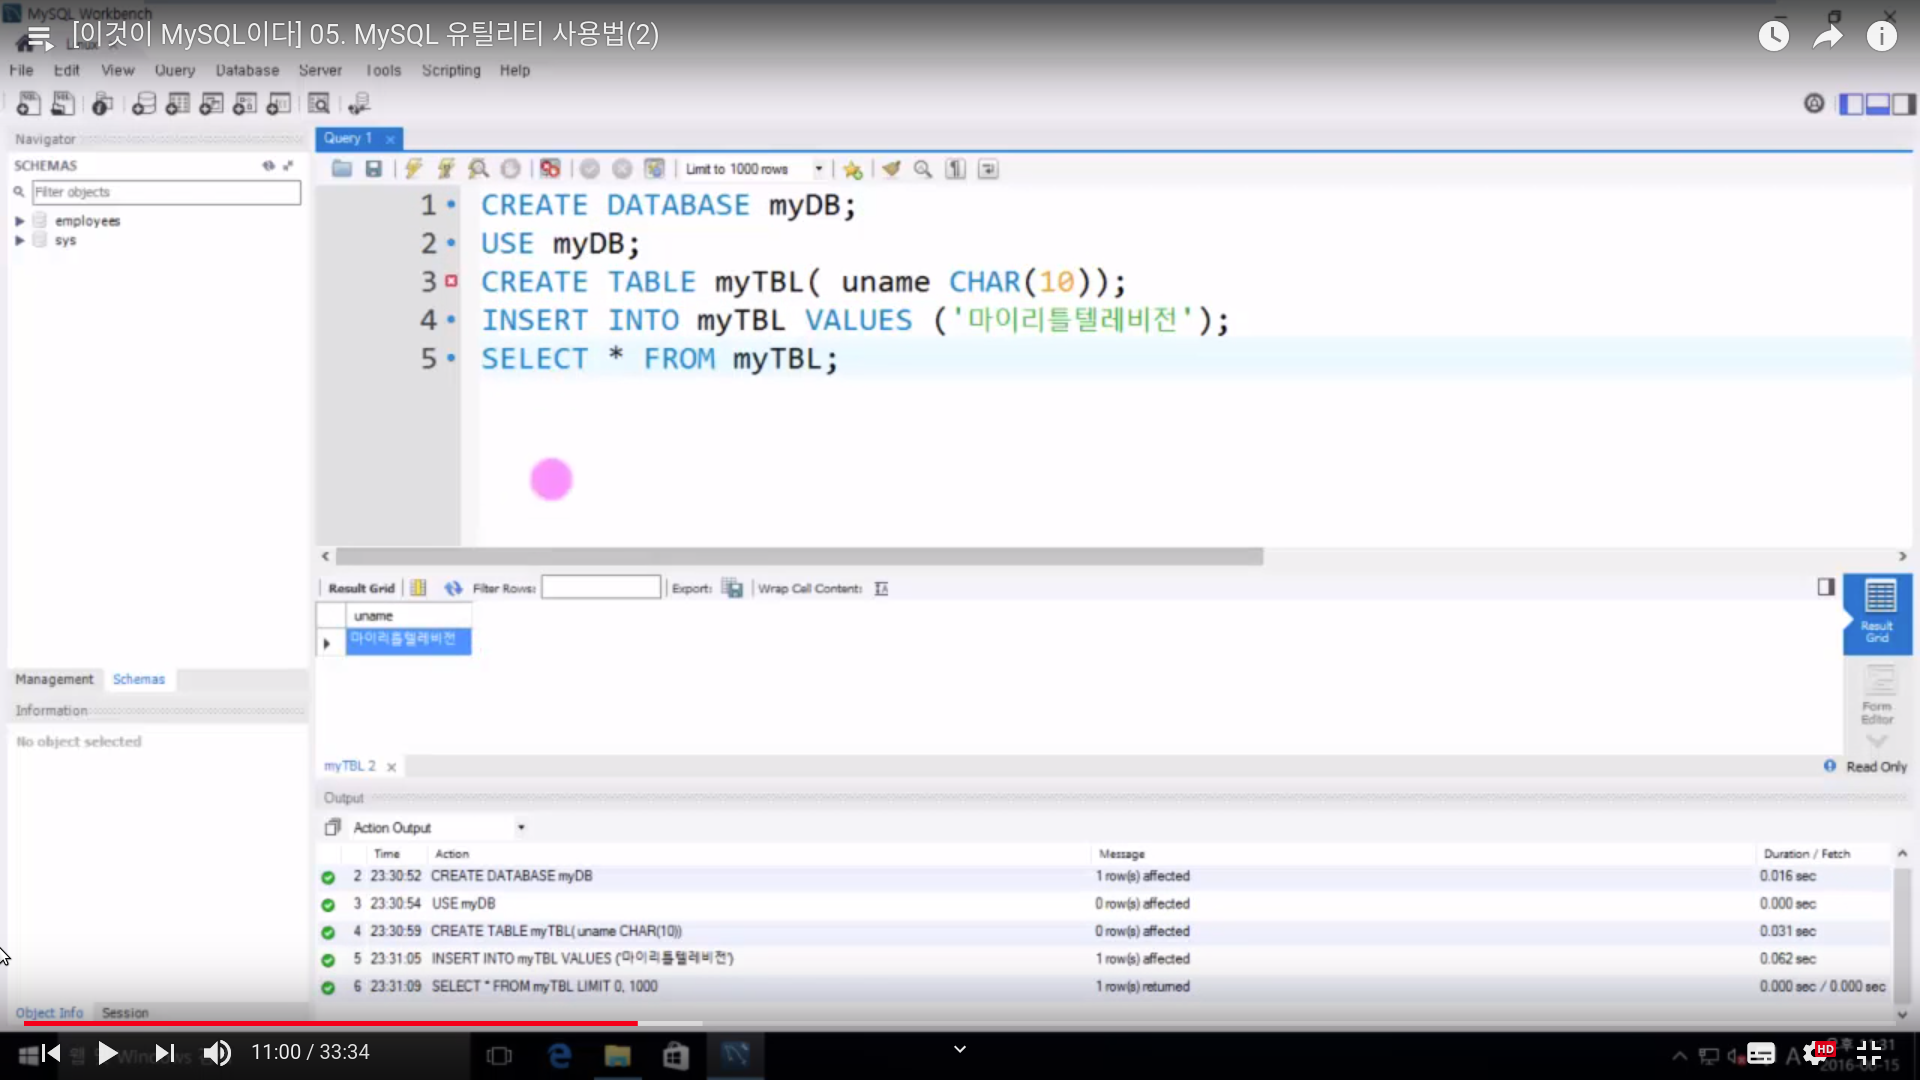 MySQL Workbench
[이것이 MySQL이다] 05. MySQL 유틸리티 사용법(2)
File Edit View Query Database Server Tools Scripting Help
Navigator
SCHEMAS
Filter objects
employees
sys
Management Schemas
Information
No object selected
Object Info Session
Query 1
Limit to 1000 rows
1 CREATE DATABASE myDB;
2 USE myDB;
3 CREATE TABLE myTBL( uname CHAR(10));
4 INSERT INTO myTBL VALUES ('마이리틀텔레비전');
5 SELECT * FROM myTBL;
Result Grid Filter Rows: Export: Wrap Cell Content:
uname
마이리틀텔레비전
Result Grid
Form Editor
myTBL 2
Read Only
Output
Action Output
Time Action Message Duration / Fetch
2 23:30:52 CREATE DATABASE myDB 1 row(s) affected 0.016 sec
3 23:30:54 USE myDB 0 row(s) affected 0.000 sec
4 23:30:59 CREATE TABLE myTBL( uname CHAR(10)) 0 row(s) affected 0.031 sec
5 23:31:05 INSERT INTO myTBL VALUES ('마이리틀텔레비전') 1 row(s) affected 0.062 sec
6 23:31:09 SELECT * FROM myTBL LIMIT 0, 1000 1 row(s) returned 0.000 sec / 0.000 sec
11:00 / 33:34
HD